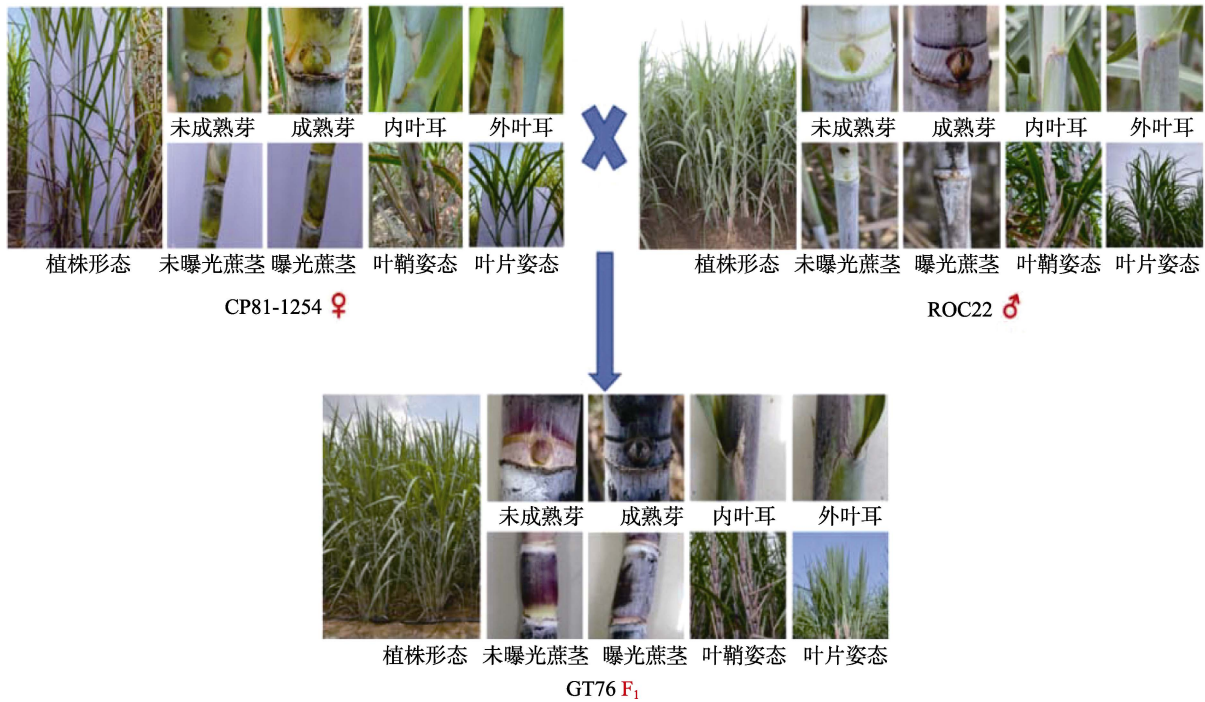 未成熟芽 成熟芽 内叶耳 外叶耳
植株形态 未曝光蔗茎 曝光蔗茎 叶鞘姿态 叶片姿态
CP81-1254 ♀
未成熟芽 成熟芽 内叶耳 外叶耳
植株形态 未曝光蔗茎 曝光蔗茎 叶鞘姿态 叶片姿态
ROC22 ♂
未成熟芽 成熟芽 内叶耳 外叶耳
植株形态 未曝光蔗茎 曝光蔗茎 叶鞘姿态 叶片姿态
GT76 F₁